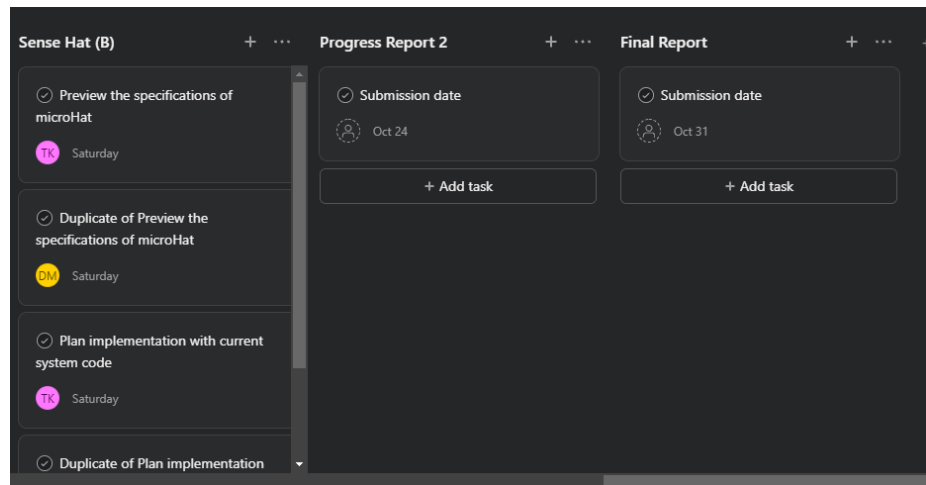 Sense Hat (B)
Preview the specifications of
microHat
TK Saturday
Duplicate of Preview the
specifications of microHat
DM Saturday
Plan implementation with current
system code
TK Saturday
Duplicate of Plan implementation
Progress Report 2
Submission date
Oct 24
+ Add task
Final Report
Submission date
Oct 31
+ Add task